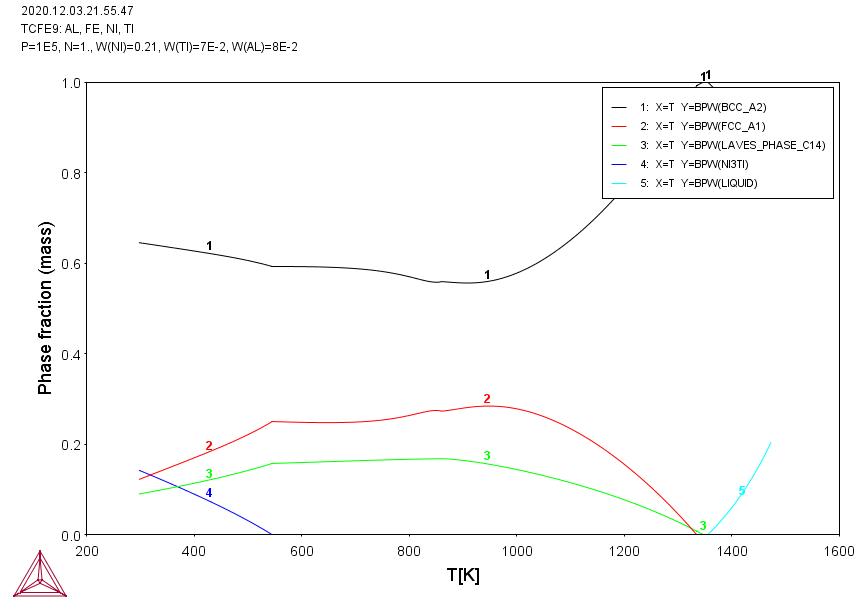 2020.12.03.21.55.47
TCFE9: AL, FE, NI, TI
P=1E5, N=1., W(NI)=0.21, W(TI)=7E-2, W(AL)=8E-2
11
1.0
1: X=T Y=BPW(BCC_A2)
2: X=T Y=BPW(FCC_A1)
3: X=T Y=BPW(LAVES_PHASE_C14)
4: X=T Y=BPW(NI3TI)
5: X=T Y=BPW(LIQUID)
0.8
0.6
0.4
0.2
0.0
Phase fraction (mass)
1
1
2
2
3
3
4
5
3
200 400 600 800 1000 1200 1400 1600
T[K]